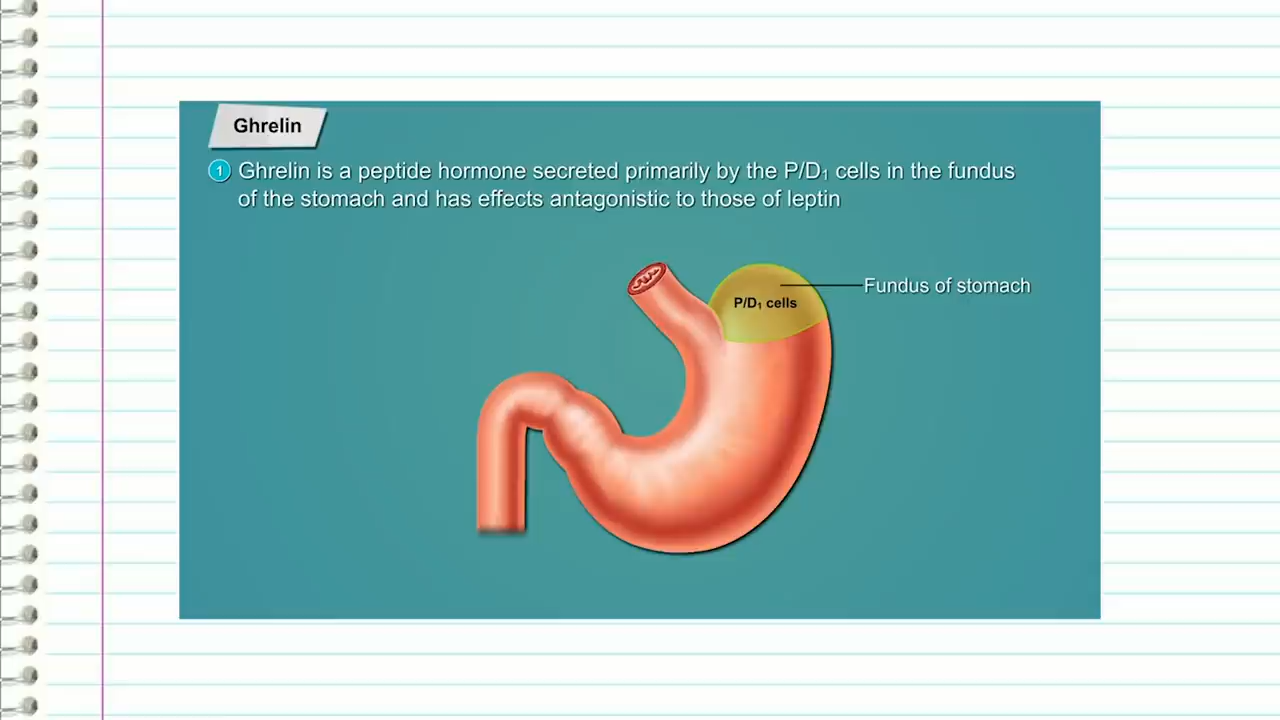 Ghrelin
1 Ghrelin is a peptide hormone secreted primarily by the P/D₁ cells in the fundus
of the stomach and has effects antagonistic to those of leptin
Fundus of stomach
P/D₁ cells